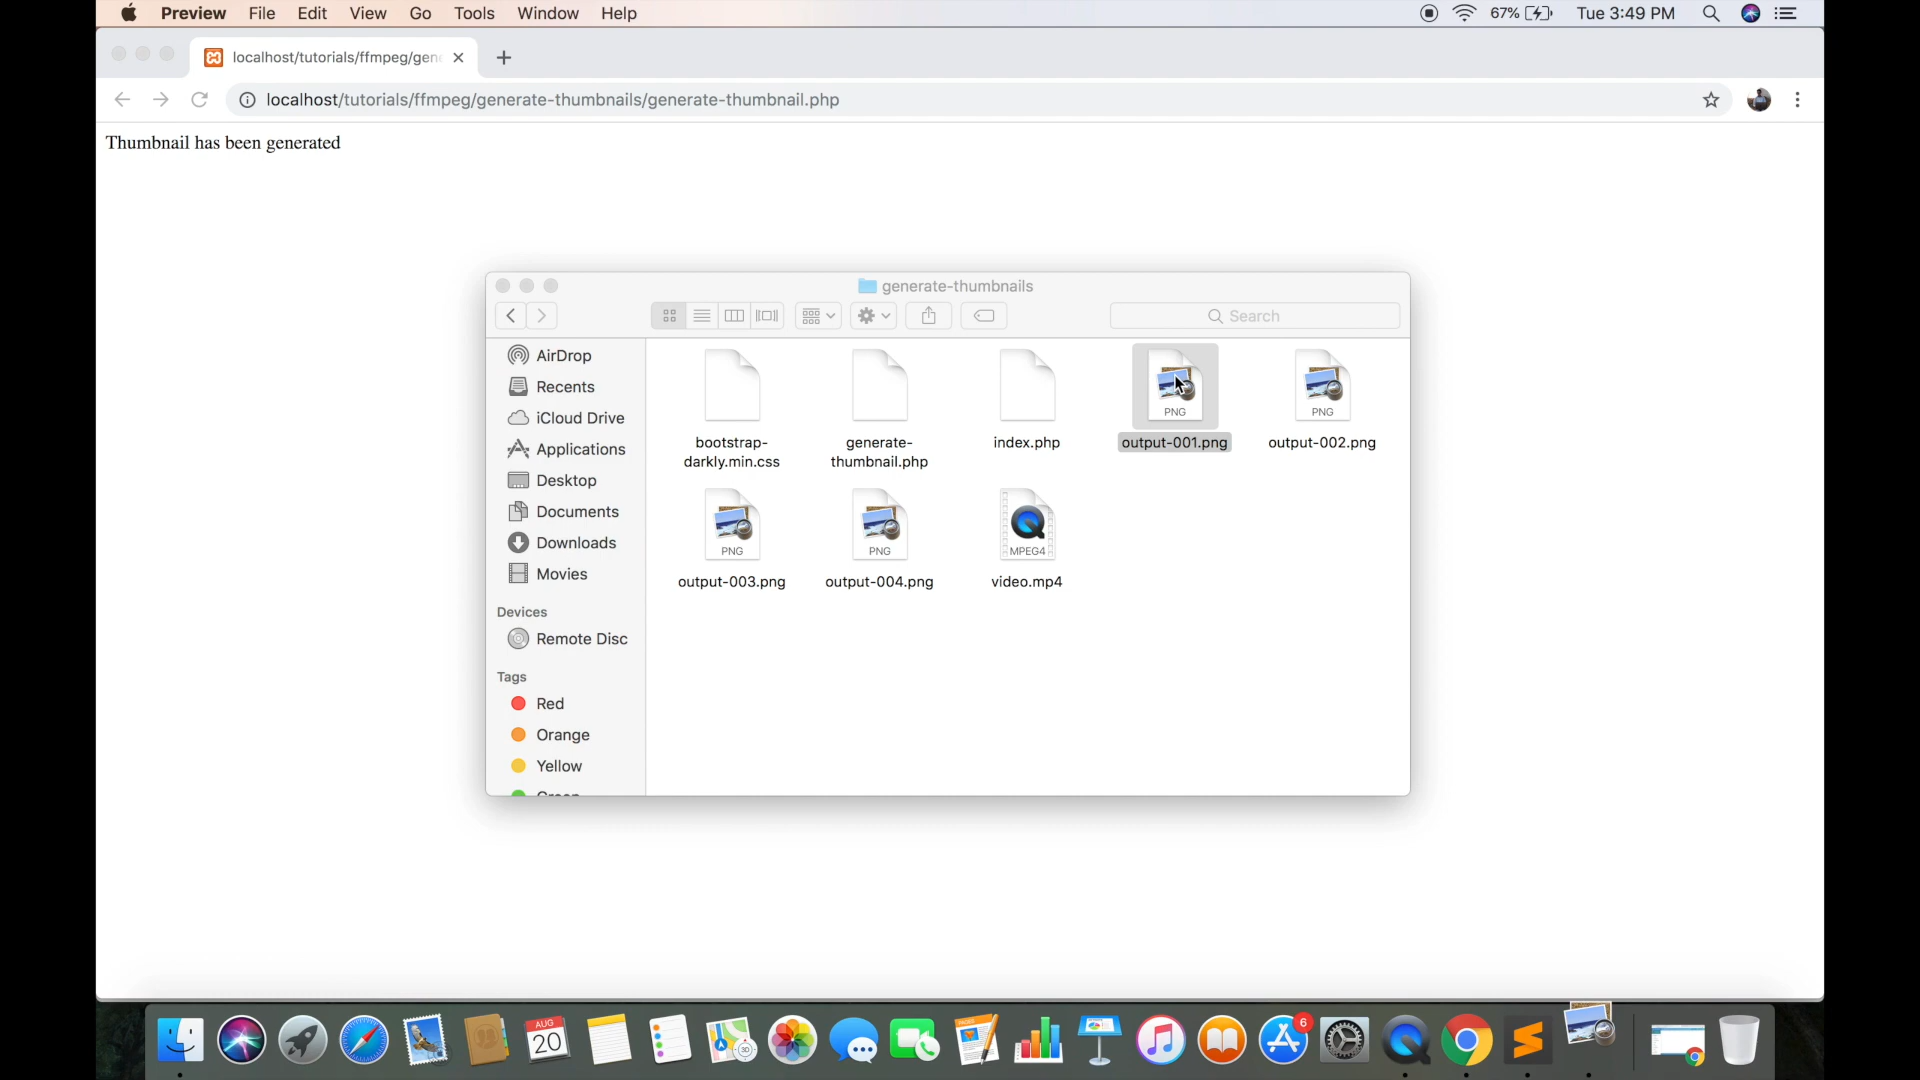 Preview File Edit View Go Tools Window Help 67% Tue 3:49 PM
localhost/tutorials/ffmpeg/gen
localhost/tutorials/ffmpeg/generate-thumbnails/generate-thumbnail.php
Thumbnail has been generated
generate-thumbnails
Search
AirDrop
Recents
iCloud Drive
Applications
Desktop
Documents
Downloads
Movies
Devices
Remote Disc
Tags
Red
Orange
Yellow
Green
bootstrap-
darkly.min.css
generate-
thumbnail.php
index.php
PNG
output-001.png
PNG
output-002.png
PNG
output-003.png
PNG
output-004.png
MPEG4
video.mp4
AUG
20
PAGES
3D
6